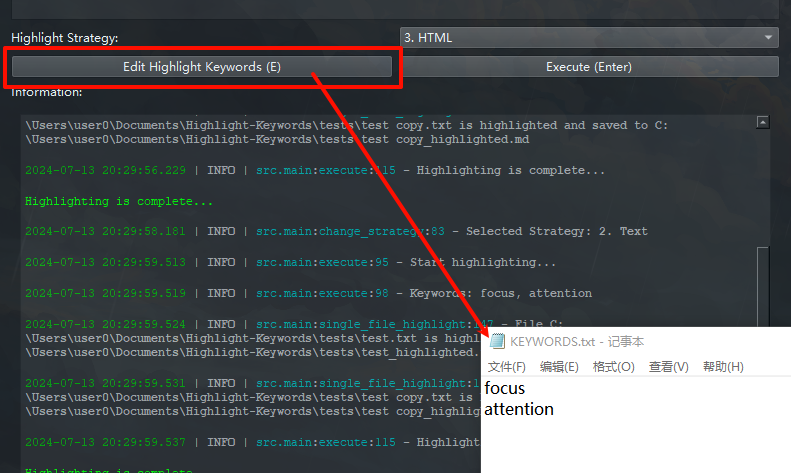 Highlight Strategy:
3. HTML
Edit Highlight Keywords (E)
Execute (Enter)
Information:
\Users\user0\Documents\Highlight-Keywords\tests\test copy.txt is highlighted and saved to C:
\Users\user0\Documents\Highlight-Keywords\tests\test copy_highlighted.md
2024-07-13 20:29:56.229 | INFO | src.main:execute:115 - Highlighting is complete...
Highlighting is complete...
2024-07-13 20:29:58.181 | INFO | src.main:change_strategy:83 - Selected Strategy: 2. Text
2024-07-13 20:29:59.513 | INFO | src.main:execute:95 - Start highlighting...
2024-07-13 20:29:59.519 | INFO | src.main:execute:98 - Keywords: focus, attention
2024-07-13 20:29:59.524 | INFO | src.main:single_file_highlight:147 - File C:
\Users\user0\Documents\Highlight-Keywords\tests\test.txt is highl
\Users\user0\Documents\Highlight-Keywords\tests\test_highlighted.
2024-07-13 20:29:59.531 | INFO | src.main:single_file_highlight:1
\Users\user0\Documents\Highlight-Keywords\tests\test copy.txt is
\Users\user0\Documents\Highlight-Keywords\tests\test copy_highlig
2024-07-13 20:29:59.537 | INFO | src.main:execute:115 - Highlight
Highlighting is complete
KEYWORDS.txt - 记事本
文件(F) 编辑(E) 格式(O) 查看(V) 帮助(H)
focus
attention